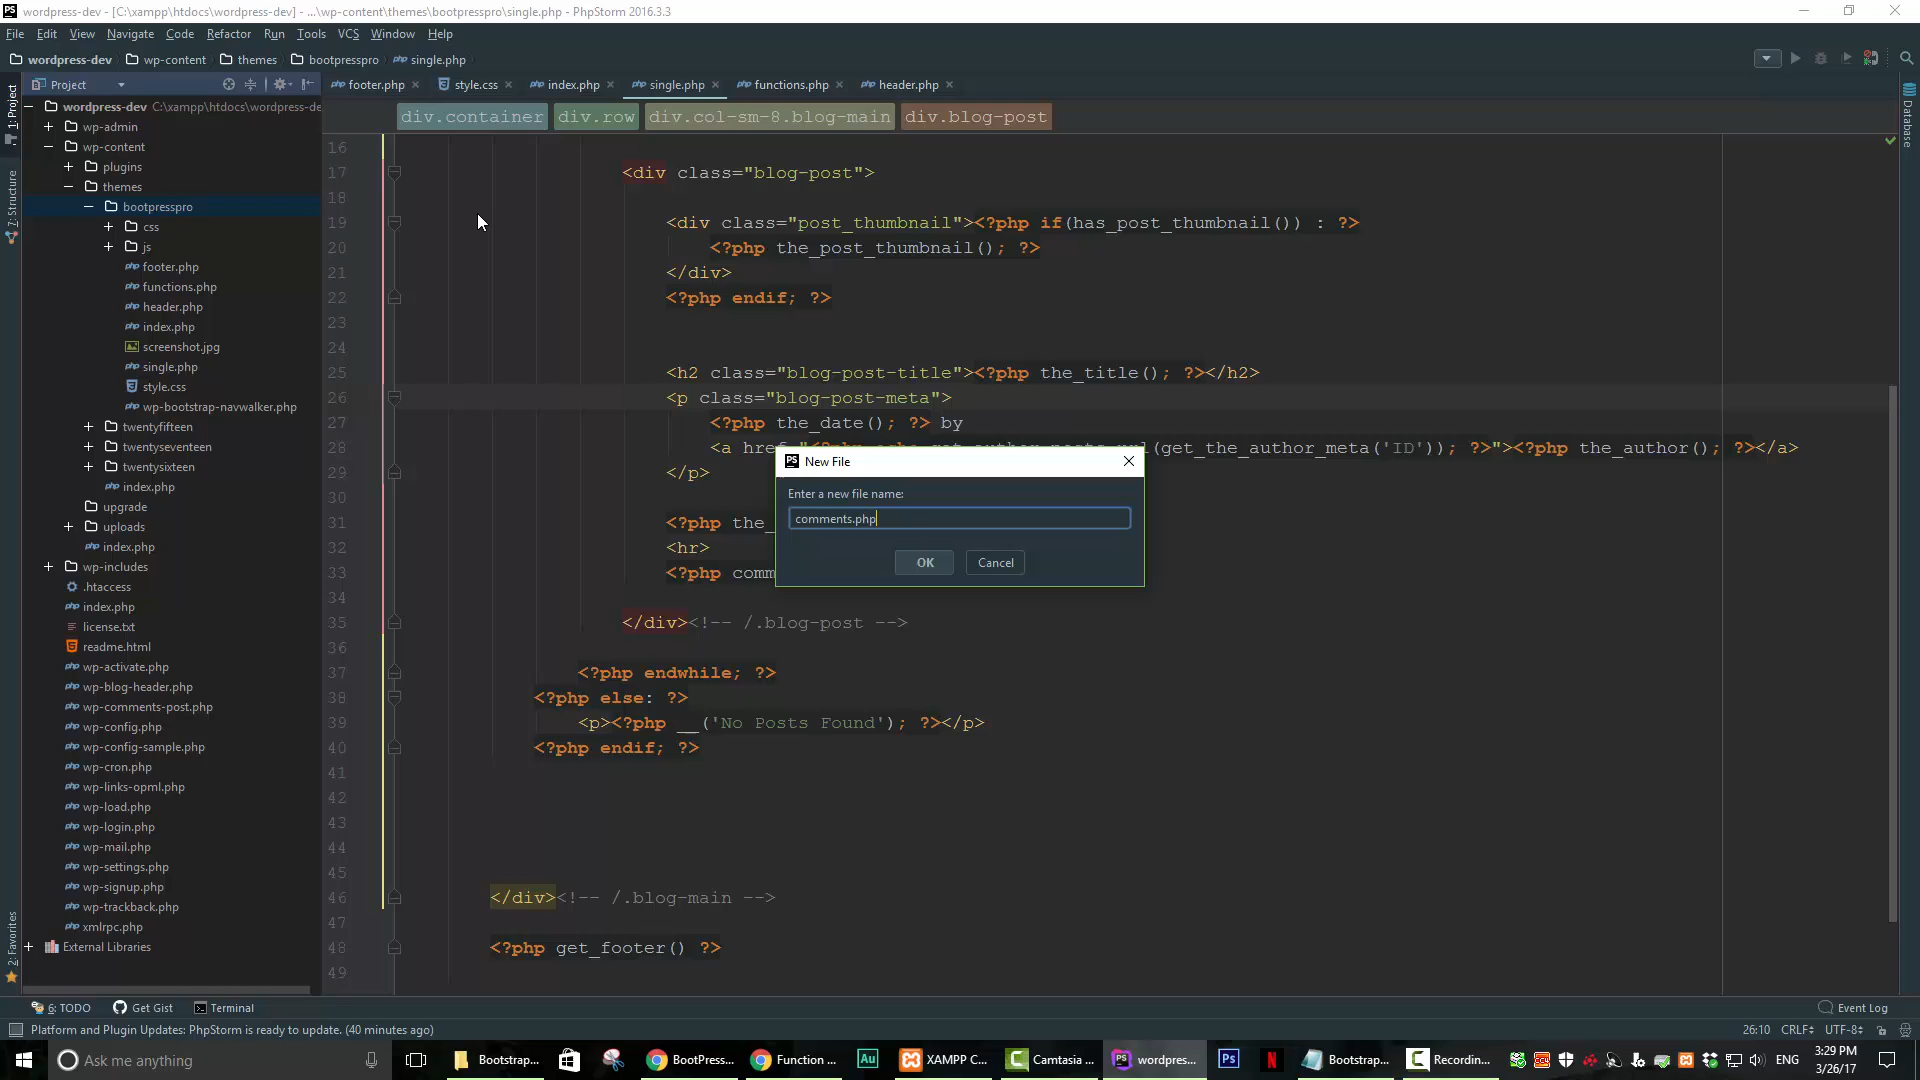 wordpress-dev - [C:\xampp\htdocs\wordpress-dev] - ...\wp-content\themes\bootpresspro\single.php - PhpStorm 2016.3.3
File Edit View Navigate Code Refactor Run Tools VCS Window Help
wordpress-dev wp-content themes bootpresspro single.php
Project
footer.php style.css index.php single.php functions.php header.php
div.container div.row div.col-sm-8.blog-main div.blog-post
1: Project
7: Structure
2: Favorites
Database
wordpress-dev C:\xampp\htdocs\wordpress-de
wp-admin
wp-content
plugins
themes
bootpresspro
css
js
footer.php
functions.php
header.php
index.php
screenshot.jpg
single.php
style.css
wp-bootstrap-navwalker.php
twentyfifteen
twentyseventeen
twentysixteen
index.php
upgrade
uploads
index.php
wp-includes
.htaccess
index.php
license.txt
readme.html
wp-activate.php
wp-blog-header.php
wp-comments-post.php
wp-config.php
wp-config-sample.php
wp-cron.php
wp-links-opml.php
wp-load.php
wp-login.php
wp-mail.php
wp-settings.php
wp-signup.php
wp-trackback.php
xmlrpc.php
External Libraries
16
17 <div class="blog-post">
18
19 <div class="post_thumbnail"><?php if(has_post_thumbnail()) : ?>
20 <?php the_post_thumbnail(); ?>
21 </div>
22 <?php endif; ?>
23
24
25 <h2 class="blog-post-title"><?php the_title(); ?></h2>
26 <p class="blog-post-meta">
27 <?php the_date(); ?> by
28 <a hre (get_the_author_meta('ID')); ?>"><?php the_author(); ?></a>
29 </p>
30
31 <?php the_
32 <hr>
33 <?php comm
34
35 </div><!-- /.blog-post -->
36
37 <?php endwhile; ?>
38 <?php else: ?>
39 <p><?php __('No Posts Found'); ?></p>
40 <?php endif; ?>
41
42
43
44
45
46 </div><!-- /.blog-main -->
47
48 <?php get_footer() ?>
49
New File
Enter a new file name:
comments.php
OK Cancel
6: TODO Get Gist Terminal Event Log
Platform and Plugin Updates: PhpStorm is ready to update. (40 minutes ago) 26:10 CRLF UTF-8
Ask me anything Bootstrap... BootPress... Function ... Au XAMPP C... Camtasia ... wordpress... Ps N Bootstrap... Recordin... ENG 3:29 PM
3/26/17